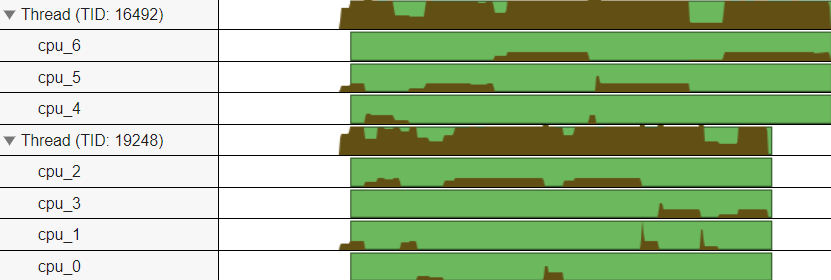 Thread (TID: 16492)
cpu_6
cpu_5
cpu_4
Thread (TID: 19248)
cpu_2
cpu_3
cpu_1
cpu_0